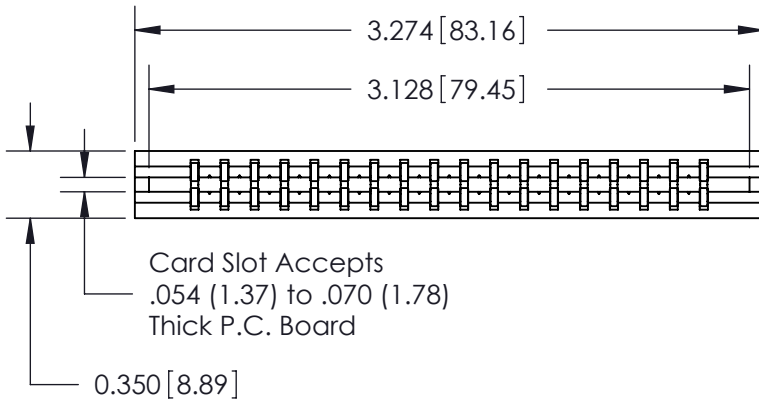 3.274 [83.16]
3.128 [79.45]
Card Slot Accepts
.054 (1.37) to .070 (1.78)
Thick P.C. Board
0.350 [8.89]